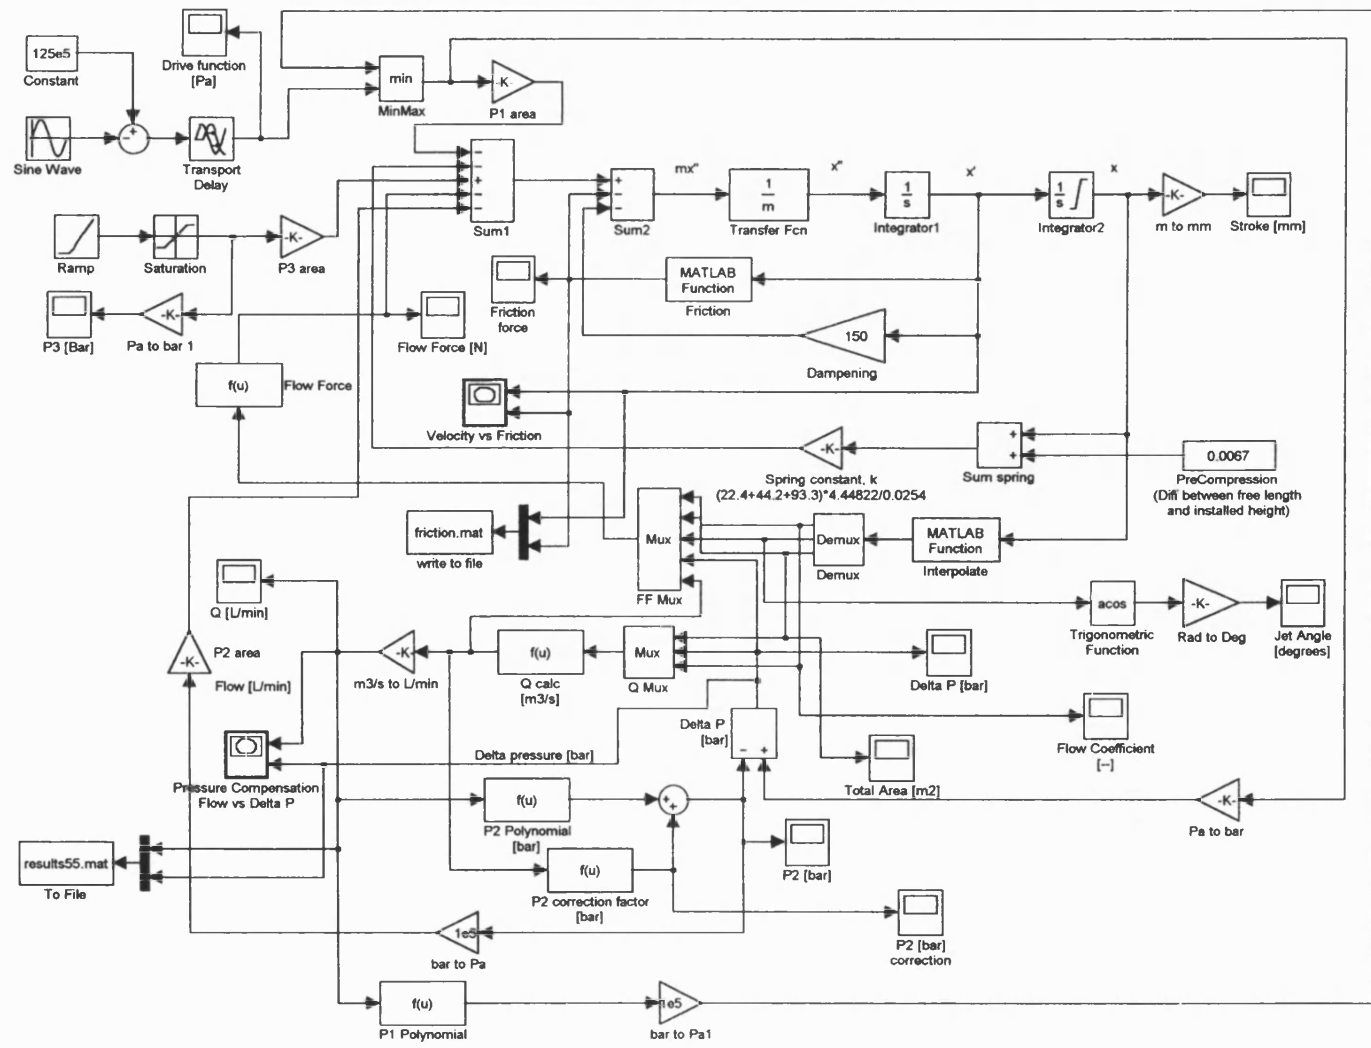 125e5
Constant
Drive function
[Pa]
min
MinMax
-K-
P1 area
Sine Wave
+
−
Transport
Delay
−
−
+
−
−
Sum1
+
−
−
Sum2
mx"
1
m
Transfer Fcn
x"
1
s
Integrator1
x'
1
s
Integrator2
x
-K-
m to mm
Stroke [mm]
Ramp
Saturation
-K-
P3 area
P3 [Bar]
-K-
Pa to bar 1
Friction
force
MATLAB
Function
Friction
Flow Force [N]
150
Dampening
f(u)
Flow Force
Velocity vs Friction
-K-
Spring constant, k
(22.4+44.2+93.3)*4.44822/0.0254
+
+
Sum spring
0.0067
PreCompression
(Diff between free length
and installed height)
friction.mat
write to file
Mux
FF Mux
Demux
Demux
MATLAB
Function
Interpolate
Q [L/min]
acos
Trigonometric
Function
-K-
Rad to Deg
Jet Angle
[degrees]
-K-
P2 area
Flow [L/min]
-K-
m3/s to L/min
f(u)
Q calc
[m3/s]
Mux
Q Mux
Delta P [bar]
Delta P
[bar]
−
+
Flow Coefficient
[--]
Delta pressure [bar]
Pressure Compensation
Flow vs Delta P
Total Area [m2]
f(u)
P2 Polynomial
[bar]
+
+
-K-
Pa to bar
P2 [bar]
results55.mat
To File
f(u)
P2 correction factor
[bar]
P2 [bar]
correction
1e5
bar to Pa
f(u)
P1 Polynomial
1e5
bar to Pa1